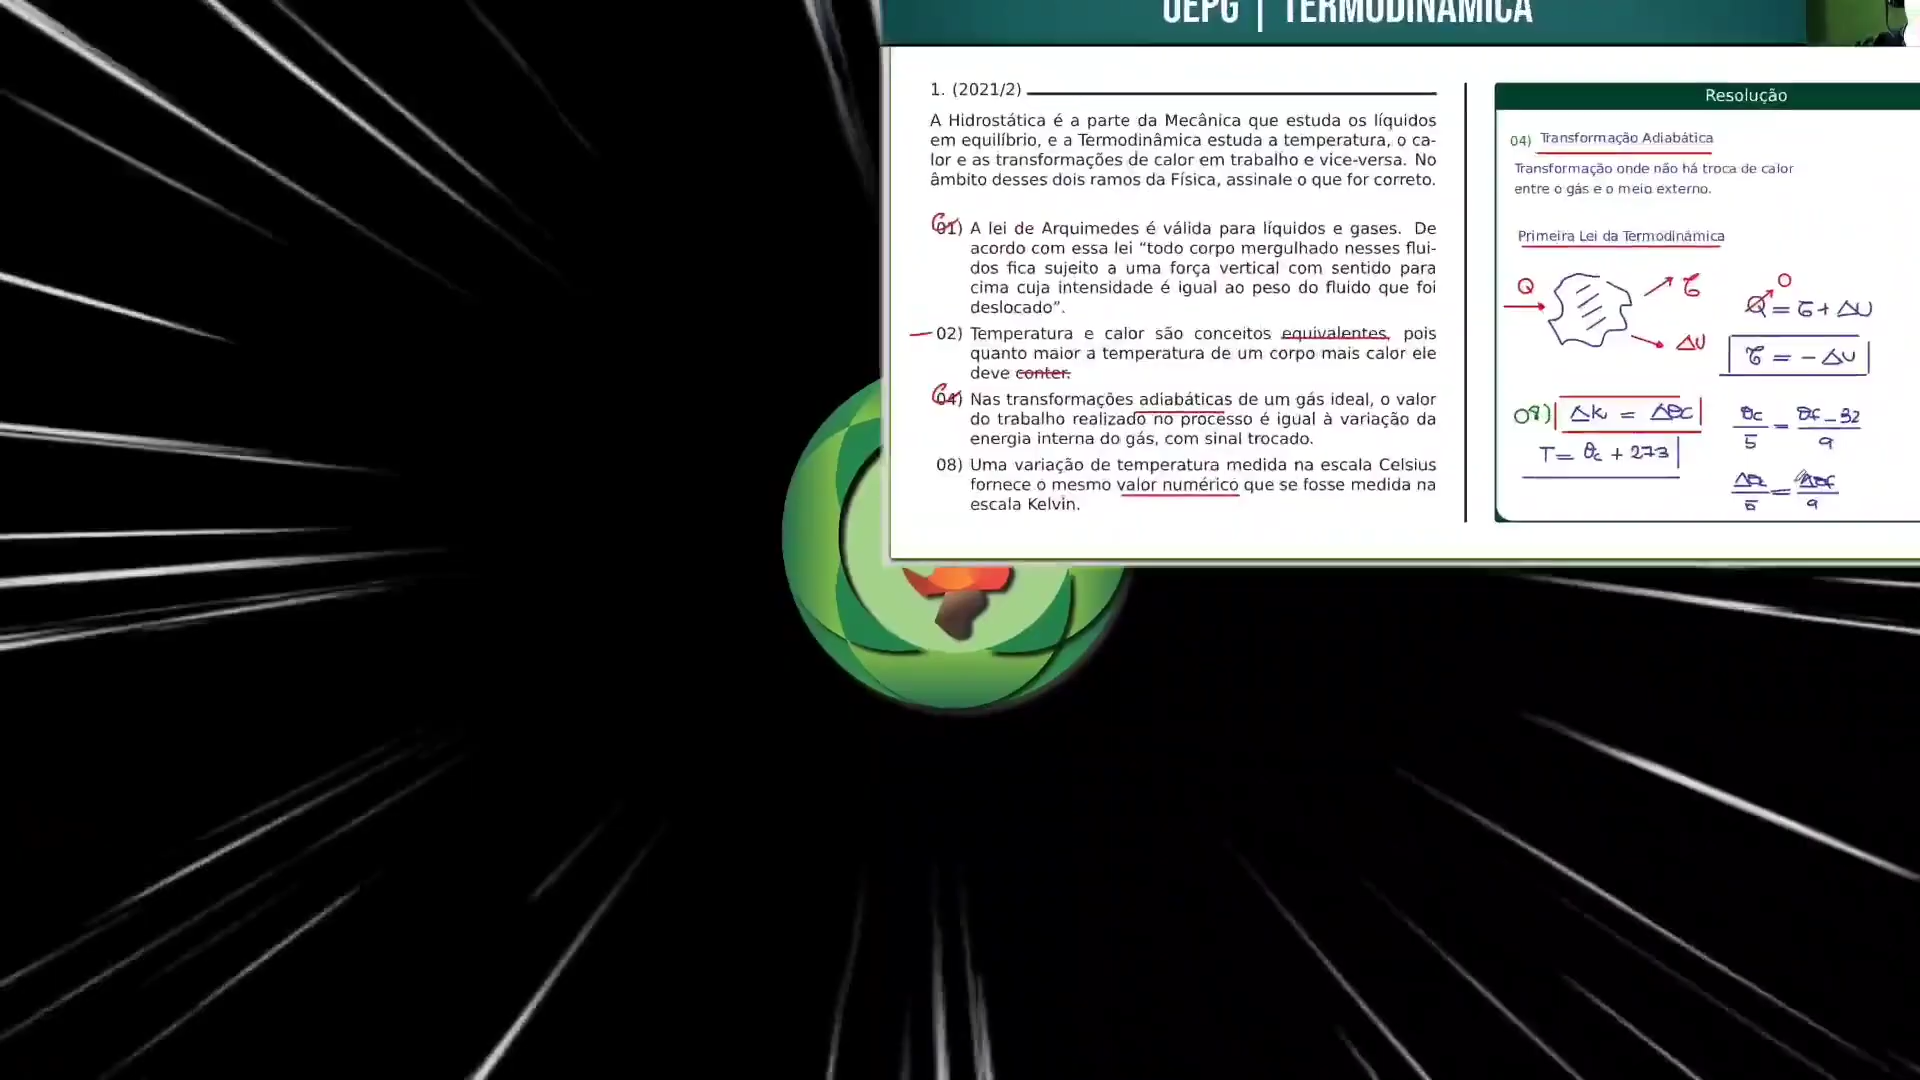 UEPG | TERMODINÂMICA
1. (2021/2)
A Hidrostática é a parte da Mecânica que estuda os líquidos
em equilíbrio, e a Termodinâmica estuda a temperatura, o ca-
lor e as transformações de calor em trabalho e vice-versa. No
âmbito desses dois ramos da Física, assinale o que for correto.
01) A lei de Arquimedes é válida para líquidos e gases. De
acordo com essa lei “todo corpo mergulhado nesses flui-
dos fica sujeito a uma força vertical com sentido para
cima cuja intensidade é igual ao peso do fluido que foi
deslocado”.
02) Temperatura e calor são conceitos equivalentes, pois
quanto maior a temperatura de um corpo mais calor ele
deve conter.
04) Nas transformações adiabáticas de um gás ideal, o valor
do trabalho realizado no processo é igual à variação da
energia interna do gás, com sinal trocado.
08) Uma variação de temperatura medida na escala Celsius
fornece o mesmo valor numérico que se fosse medida na
escala Kelvin.
Resolução
04) Transformação Adiabática
Transformação onde não há troca de calor
entre o gás e o meio externo.
Primeira Lei da Termodinâmica
Q
τ
ΔU
0
Q = τ + ΔU
τ = - ΔU
08) ΔK = Δθc
T = θc + 273
θc/5 = θf - 32/9
Δθc/5 = Δθf/9